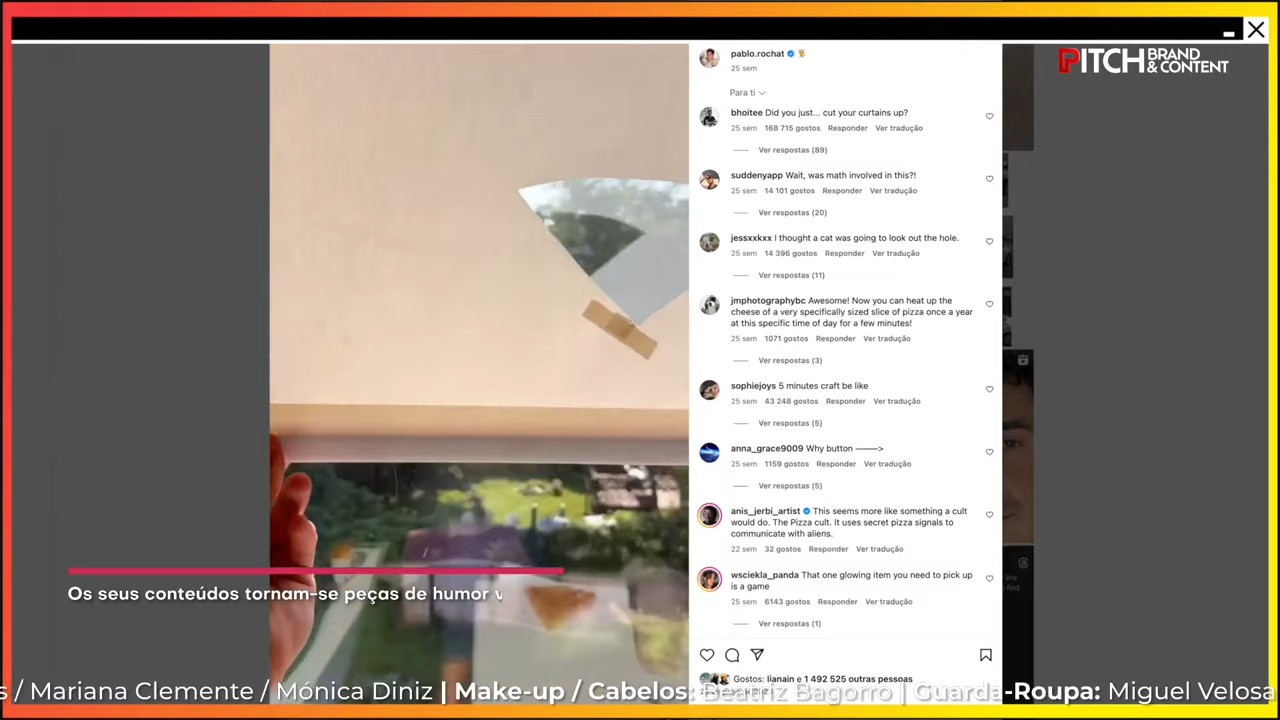 PITCH BRAND & CONTENT
pablo.rochat
25 sem
Para ti
bhoitee Did you just... cut your curtains up?
25 sem 168 715 gostos Responder Ver tradução
Ver respostas (89)
suddenyapp Wait, was math involved in this?!
25 sem 14 101 gostos Responder Ver tradução
Ver respostas (20)
jessxxkxx I thought a cat was going to look out the hole.
25 sem 14 396 gostos Responder Ver tradução
Ver respostas (11)
jmphotographybc Awesome! Now you can heat up the
cheese of a very specifically sized slice of pizza once a year
at this specific time of day for a few minutes!
25 sem 1071 gostos Responder Ver tradução
Ver respostas (3)
sophiejoys 5 minutes craft be like
25 sem 43 248 gostos Responder Ver tradução
Ver respostas (5)
anna_grace9009 Why button ———>
25 sem 1159 gostos Responder Ver tradução
Ver respostas (5)
anis_jerbi_artist This seems more like something a cult
would do. The Pizza cult. It uses secret pizza signals to
communicate with aliens.
22 sem 32 gostos Responder Ver tradução
wsciekla_panda That one glowing item you need to pick up
is a game
25 sem 6143 gostos Responder Ver tradução
Ver respostas (1)
Os seus conteúdos tornam-se peças de humor
Gostos: lianain e 1 492 525 outras pessoas
s / Mariana Clemente / Mónica Diniz | Make-up / Cabelos: Beatriz Bagorro | Guarda-Roupa: Miguel Velosa